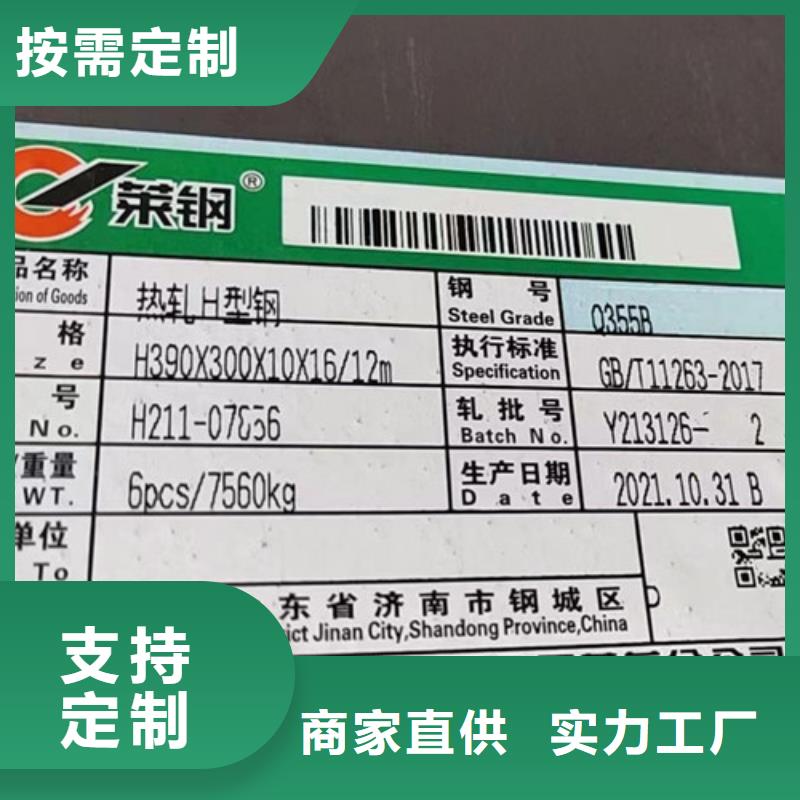 按需定制
莱钢®
品名称 热轧H型钢 钢号 Q355B
ion of Goods Steel Grade
格 H390X300X10X16/12m 执行标准 GB/T11263-2017
ze Specification
号 轧批号 Y213126- 2
No. Batch No.
重量 6pcs/7560kg 生产日期 2021.10.31 B
WT. Date
单位
To
东省济南市钢城区
ict Jinan City,Shandong Province,China
支持
定制
商家直供 实力工厂